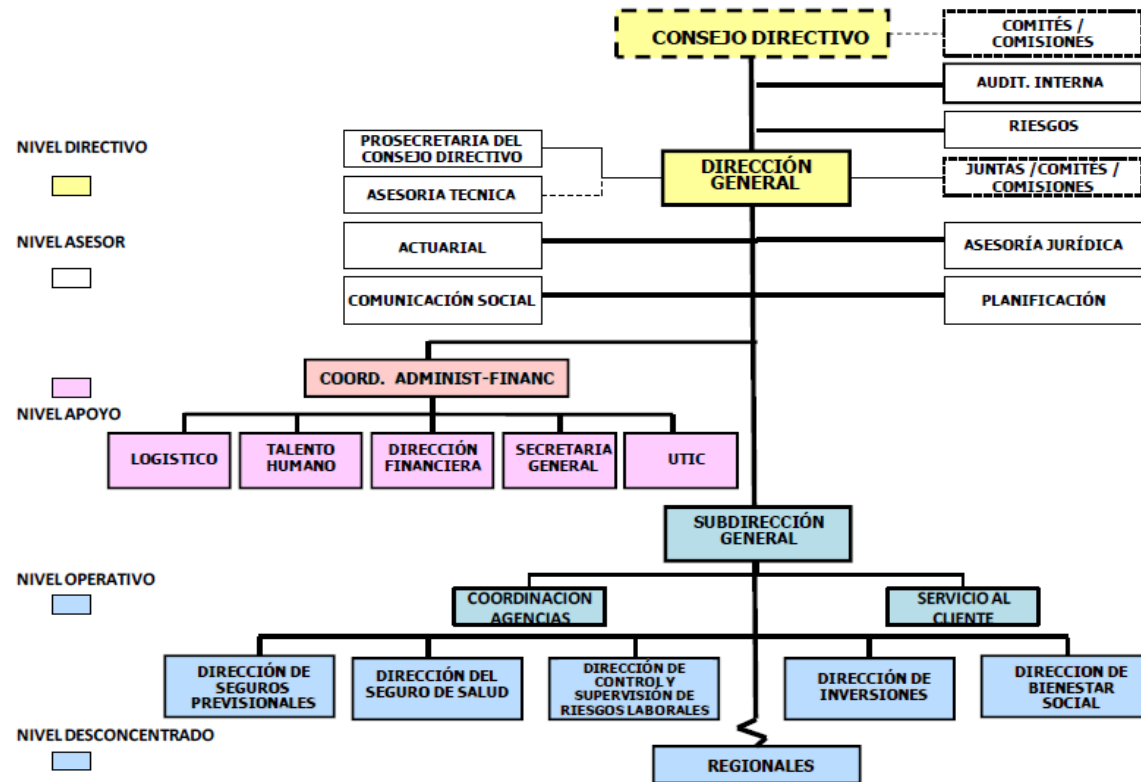 CONSEJO DIRECTIVO
COMITÉS /
COMISIONES
AUDIT. INTERNA
RIESGOS
NIVEL DIRECTIVO
PROSECRETARIA DEL
CONSEJO DIRECTIVO
DIRECCIÓN
GENERAL
JUNTAS /COMITÉS /
COMISIONES
ASESORIA TECNICA
NIVEL ASESOR
ACTUARIAL
ASESORÍA JURÍDICA
COMUNICACIÓN SOCIAL
PLANIFICACIÓN
COORD. ADMINIST-FINANC
NIVEL APOYO
LOGISTICO
TALENTO
HUMANO
DIRECCIÓN
FINANCIERA
SECRETARIA
GENERAL
UTIC
SUBDIRECCIÓN
GENERAL
NIVEL OPERATIVO
COORDINACION
AGENCIAS
SERVICIO AL
CLIENTE
DIRECCIÓN DE
SEGUROS
PREVISIONALES
DIRECCIÓN DEL
SEGURO DE SALUD
DIRECCIÓN DE
CONTROL Y
SUPERVISIÓN DE
RIESGOS LABORALES
DIRECCIÓN DE
INVERSIONES
DIRECCION DE
BIENESTAR
SOCIAL
NIVEL DESCONCENTRADO
REGIONALES